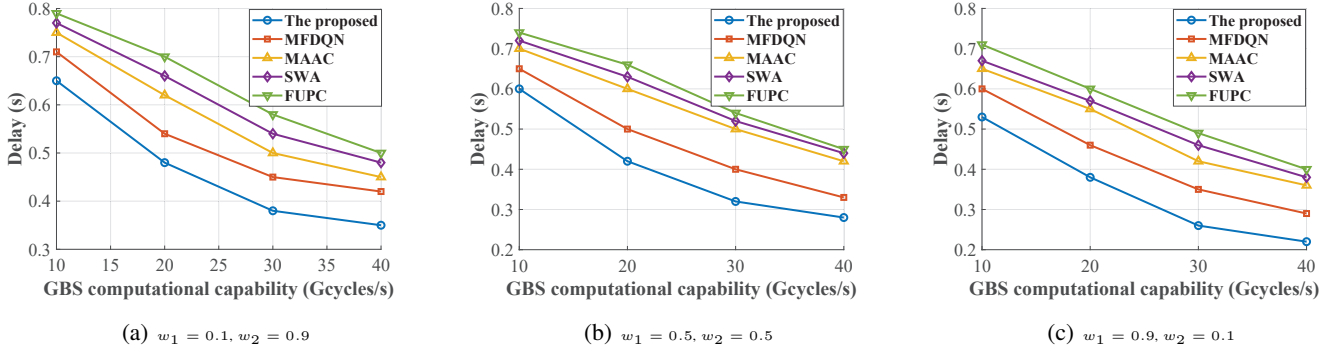 0.8
0.7
0.6
0.5
0.4
0.3
Delay (s)
10 15 20 25 30 35 40
GBS computational capability (Gcycles/s)
The proposed
MFDQN
MAAC
SWA
FUPC
(a) w1 = 0.1, w2 = 0.9
0.8
0.7
0.6
0.5
0.4
0.3
0.2
Delay (s)
10 20 30 40
GBS computational capability (Gcycles/s)
The proposed
MFDQN
MAAC
SWA
FUPC
(b) w1 = 0.5, w2 = 0.5
0.8
0.7
0.6
0.5
0.4
0.3
0.2
Delay (s)
10 20 30 40
GBS computational capability (Gcycles/s)
The proposed
MFDQN
MAAC
SWA
FUPC
(c) w1 = 0.9, w2 = 0.1